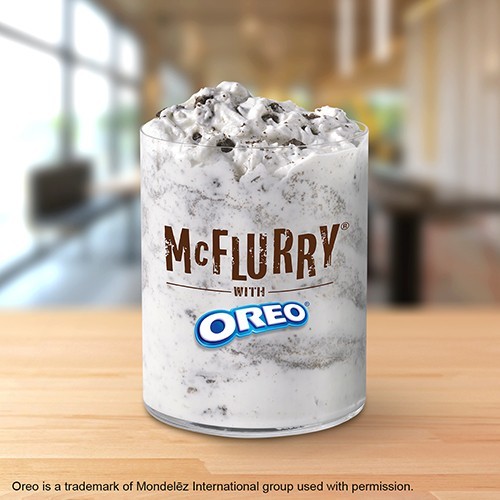 McFLURRY®
WITH
OREO®
Oreo is a trademark of Mondelēz International group used with permission.